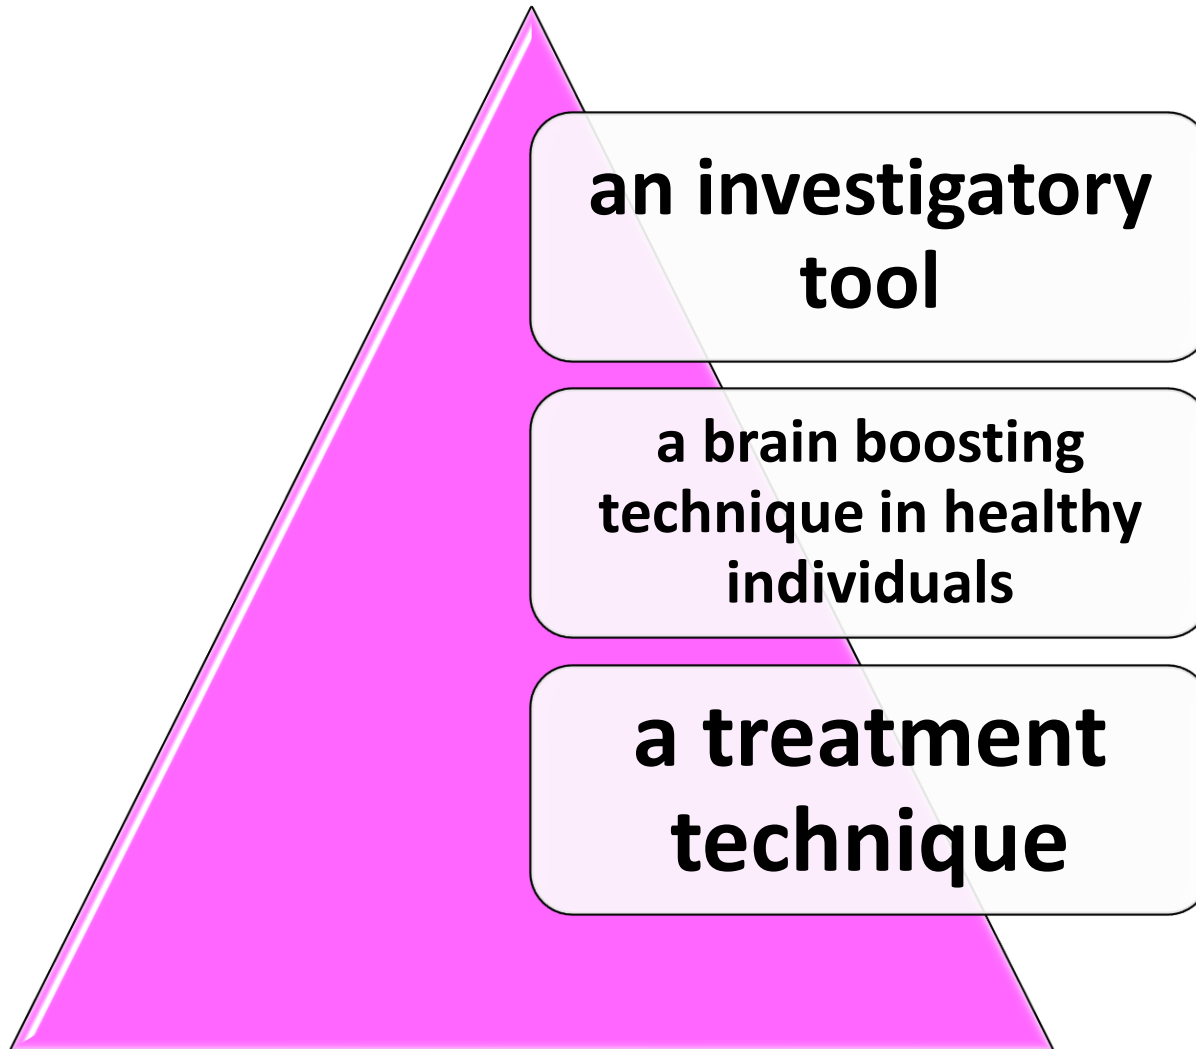 an investigatory
tool
a brain boosting
technique in healthy
individuals
a treatment
technique